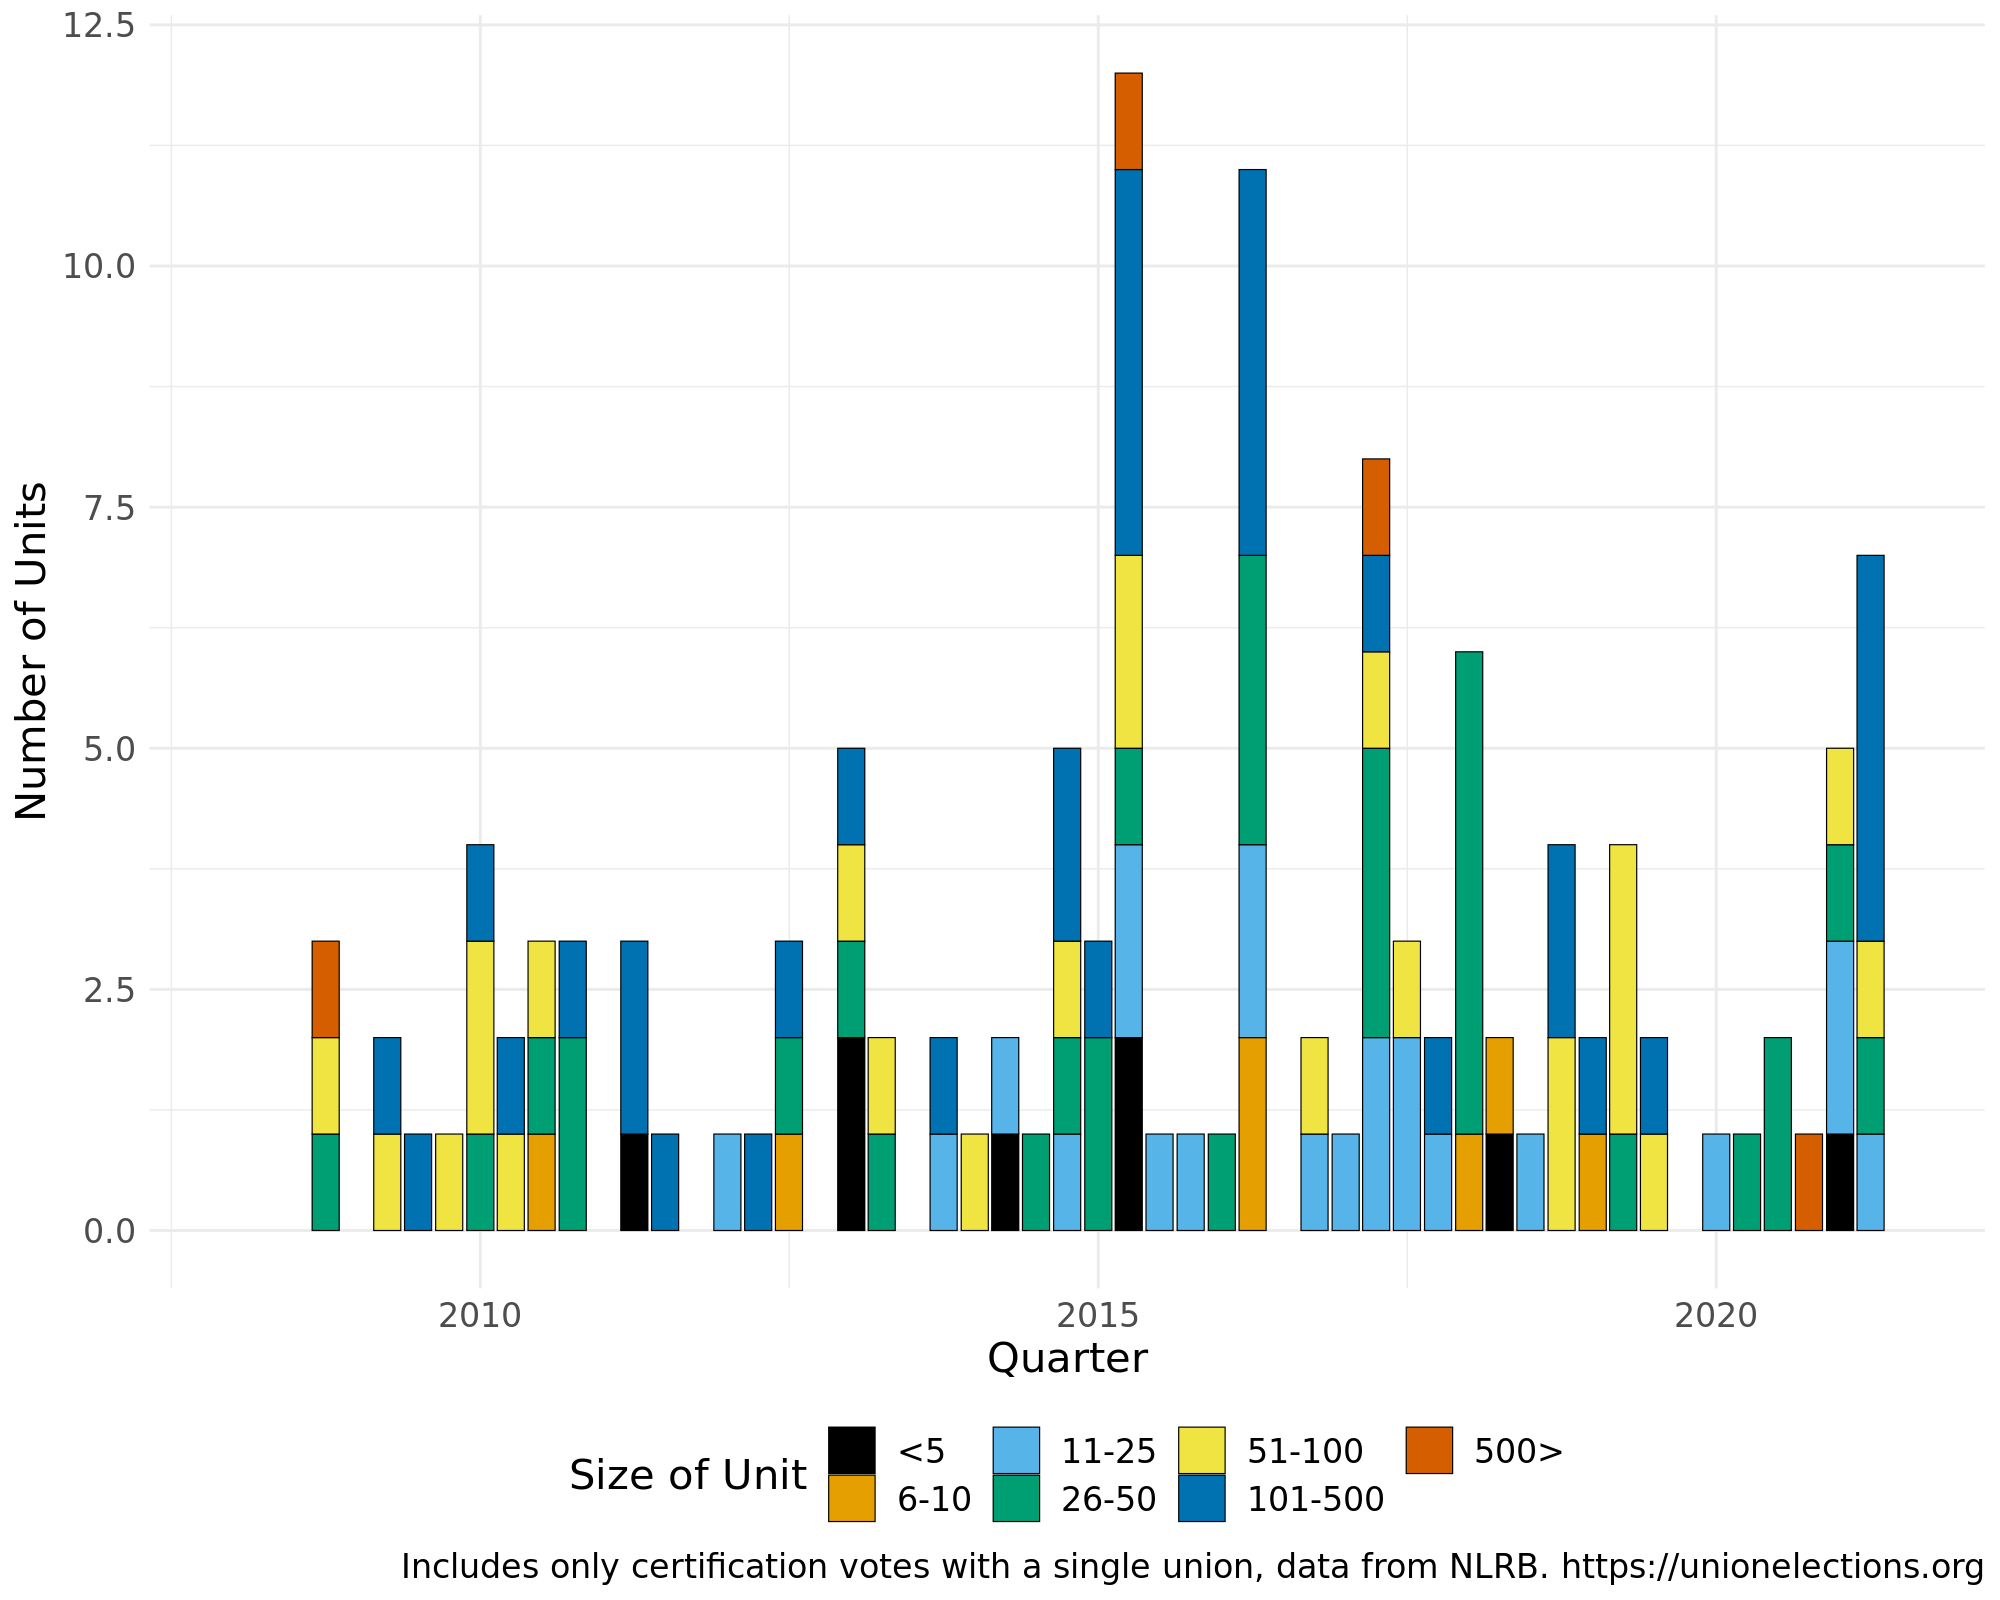 12.5
10.0
7.5
5.0
2.5
0.0
Number of Units
2010 2015 2020
Quarter
Size of Unit
<5 11-25 51-100 500>
6-10 26-50 101-500
Includes only certification votes with a single union, data from NLRB. https://unionelections.org